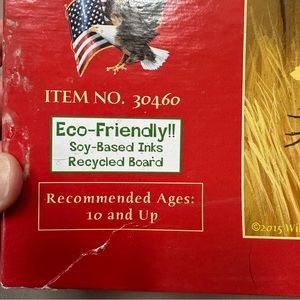 ITEM NO. 30460
Eco-Friendly!!
Soy-Based Inks
Recycled Board
Recommended Ages:
10 and Up
©2015